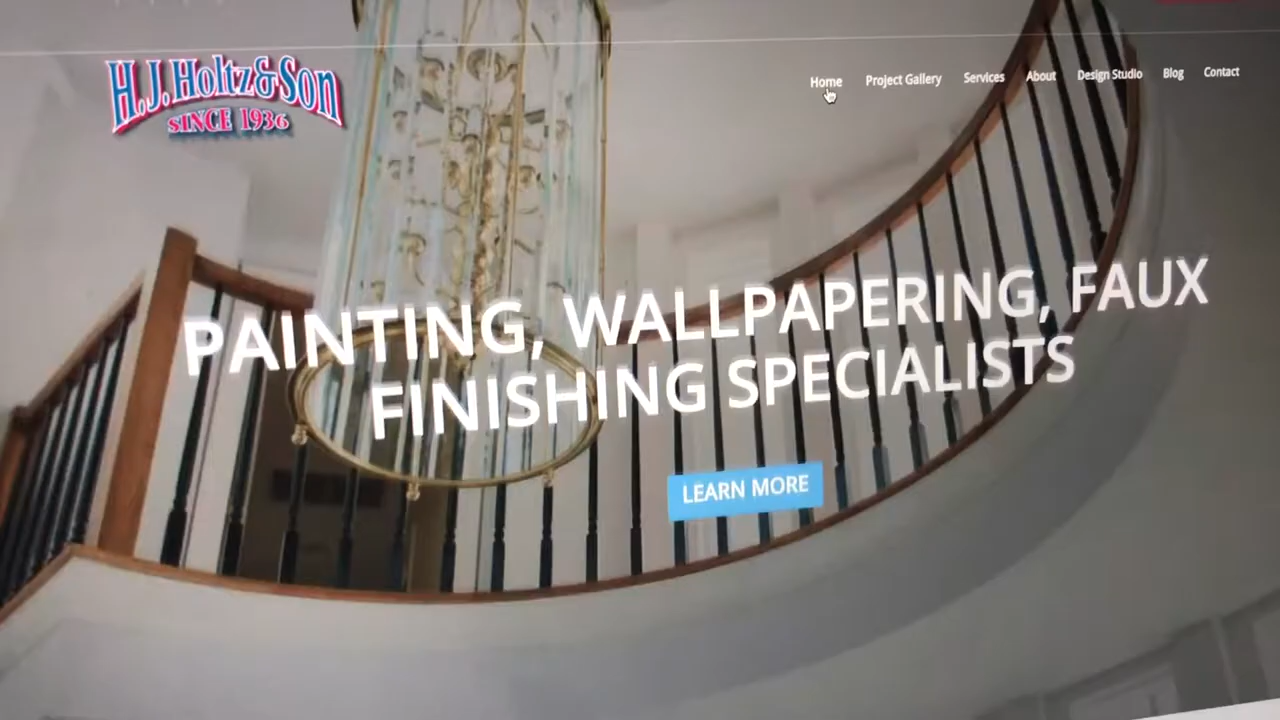 H.J. Holtz & Son
SINCE 1936
Home Project Gallery Services About Design Studio Blog Contact
PAINTING, WALLPAPERING, FAUX
FINISHING SPECIALISTS
LEARN MORE